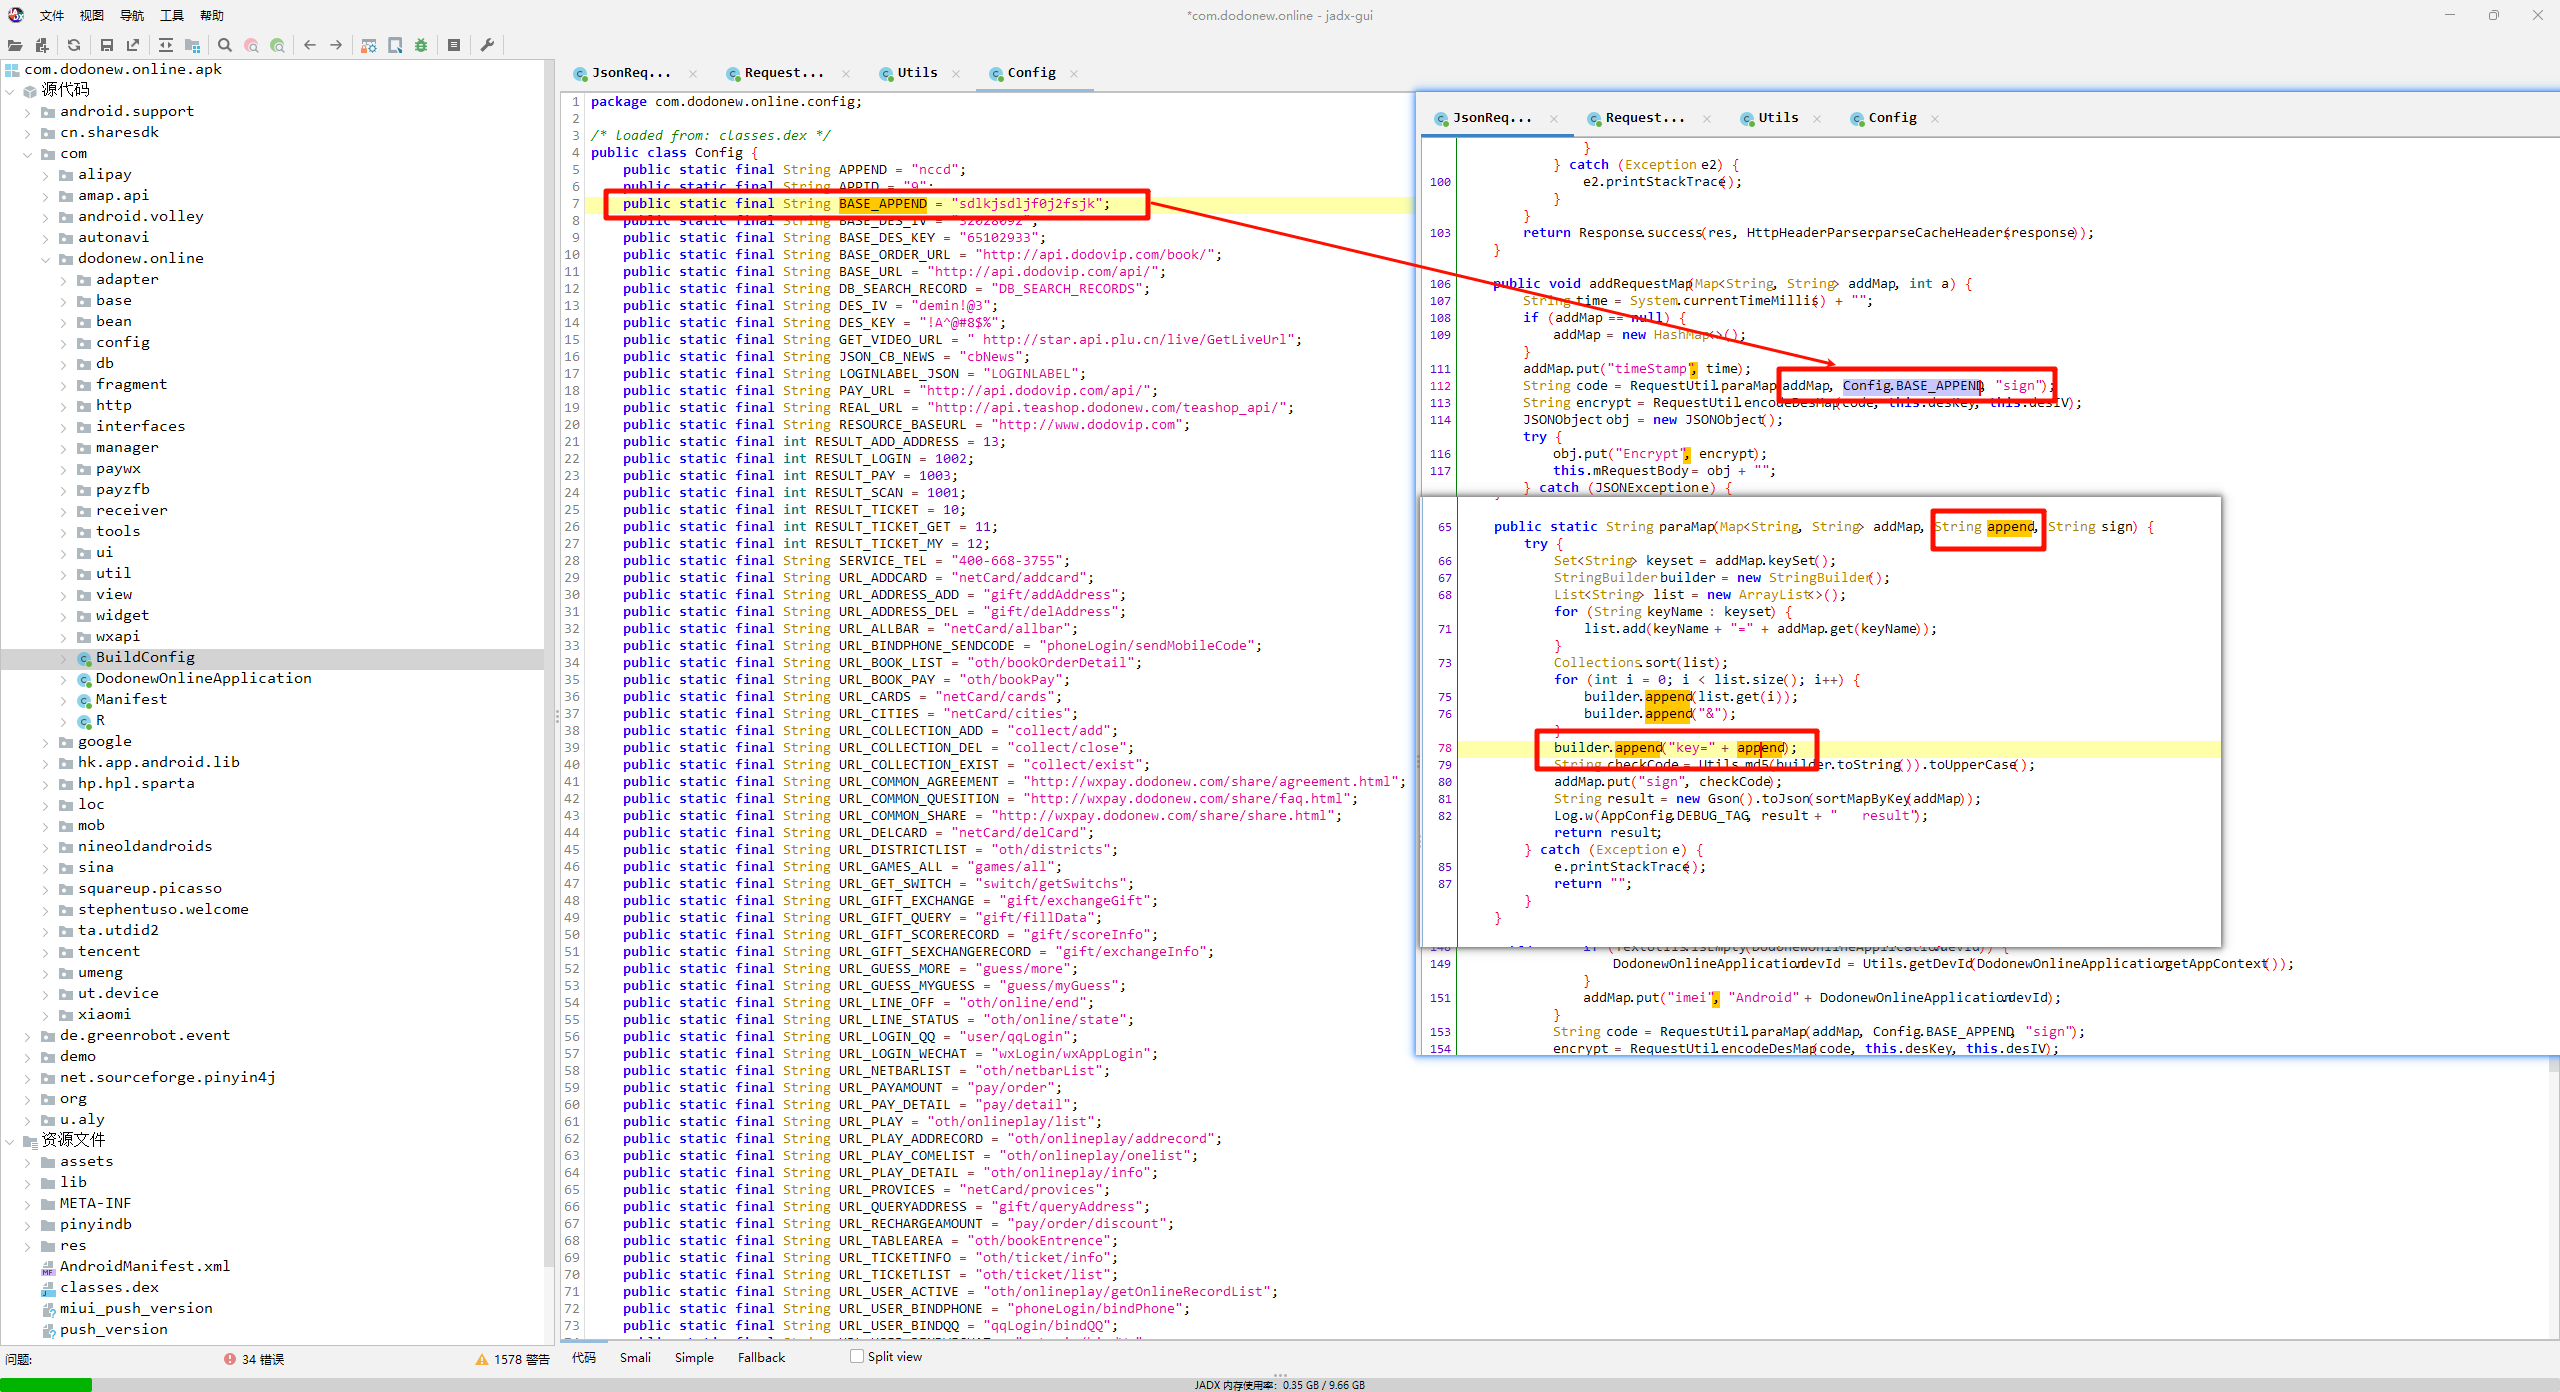 *com.dodonew.online - jadx-gui
文件 视图 导航 工具 帮助
com.dodonew.online.apk
源代码
android.support
cn.sharesdk
com
alipay
amap.api
android.volley
autonavi
dodonew.online
adapter
base
bean
config
db
fragment
http
interfaces
manager
paywx
payzfb
receiver
tools
ui
util
view
widget
wxapi
BuildConfig
DodonewOnlineApplication
Manifest
R
google
hk.app.android.lib
hp.hpl.sparta
loc
mob
nineoldandroids
sina
squareup.picasso
stephentuso.welcome
ta.utdid2
tencent
umeng
ut.device
xiaomi
de.greenrobot.event
demo
net.sourceforge.pinyin4j
org
u.aly
资源文件
assets
lib
META-INF
pinyindb
res
AndroidManifest.xml
classes.dex
miui_push_version
push_version
问题: 34 错误 1578 警告
JsonReq... Request... Utils Config
1 package com.dodonew.online.config;
2
3 /* loaded from: classes.dex */
4 public class Config {
5 public static final String APPEND = "nccd";
6 public static final String APPID = "9";
7 public static final String BASE_APPEND = "sdlkjsdljf0j2fsjk";
8 public static final String BASE_DES_IV = "32028092";
9 public static final String BASE_DES_KEY = "65102933";
10 public static final String BASE_ORDER_URL = "http://api.dodovip.com/book/";
11 public static final String BASE_URL = "http://api.dodovip.com/api/";
12 public static final String DB_SEARCH_RECORD = "DB_SEARCH_RECORDS";
13 public static final String DES_IV = "demin!@3";
14 public static final String DES_KEY = "!A^@#8$%";
15 public static final String GET_VIDEO_URL = " http://star.api.plu.cn/live/GetLiveUrl";
16 public static final String JSON_CB_NEWS = "cbNews";
17 public static final String LOGINLABEL_JSON = "LOGINLABEL";
18 public static final String PAY_URL = "http://api.dodovip.com/api/";
19 public static final String REAL_URL = "http://api.teashop.dodonew.com/teashop_api/";
20 public static final String RESOURCE_BASEURL = "http://www.dodovip.com";
21 public static final int RESULT_ADD_ADDRESS = 13;
22 public static final int RESULT_LOGIN = 1002;
23 public static final int RESULT_PAY = 1003;
24 public static final int RESULT_SCAN = 1001;
25 public static final int RESULT_TICKET = 10;
26 public static final int RESULT_TICKET_GET = 11;
27 public static final int RESULT_TICKET_MY = 12;
28 public static final String SERVICE_TEL = "400-668-3755";
29 public static final String URL_ADDCARD = "netCard/addcard";
30 public static final String URL_ADDRESS_ADD = "gift/addAddress";
31 public static final String URL_ADDRESS_DEL = "gift/delAddress";
32 public static final String URL_ALLBAR = "netCard/allbar";
33 public static final String URL_BINDPHONE_SENDCODE = "phoneLogin/sendMobileCode";
34 public static final String URL_BOOK_LIST = "oth/bookOrderDetail";
35 public static final String URL_BOOK_PAY = "oth/bookPay";
36 public static final String URL_CARDS = "netCard/cards";
37 public static final String URL_CITIES = "netCard/cities";
38 public static final String URL_COLLECTION_ADD = "collect/add";
39 public static final String URL_COLLECTION_DEL = "collect/close";
40 public static final String URL_COLLECTION_EXIST = "collect/exist";
41 public static final String URL_COMMON_AGREEMENT = "http://wxpay.dodonew.com/share/agreement.html";
42 public static final String URL_COMMON_QUESITION = "http://wxpay.dodonew.com/share/faq.html";
43 public static final String URL_COMMON_SHARE = "http://wxpay.dodonew.com/share/share.html";
44 public static final String URL_DELCARD = "netCard/delCard";
45 public static final String URL_DISTRICTLIST = "oth/districts";
46 public static final String URL_GAMES_ALL = "games/all";
47 public static final String URL_GET_SWITCH = "switch/getSwitchs";
48 public static final String URL_GIFT_EXCHANGE = "gift/exchangeGift";
49 public static final String URL_GIFT_QUERY = "gift/fillData";
50 public static final String URL_GIFT_SCORERECORD = "gift/scoreInfo";
51 public static final String URL_GIFT_SEXCHANGERECORD = "gift/exchangeInfo";
52 public static final String URL_GUESS_MORE = "guess/more";
53 public static final String URL_GUESS_MYGUESS = "guess/myGuess";
54 public static final String URL_LINE_OFF = "oth/online/end";
55 public static final String URL_LINE_STATUS = "oth/online/state";
56 public static final String URL_LOGIN_QQ = "user/qqLogin";
57 public static final String URL_LOGIN_WECHAT = "wxLogin/wxAppLogin";
58 public static final String URL_NETBARLIST = "oth/netbarList";
59 public static final String URL_PAYAMOUNT = "pay/order";
60 public static final String URL_PAY_DETAIL = "pay/detail";
61 public static final String URL_PLAY = "oth/onlineplay/list";
62 public static final String URL_PLAY_ADDRECORD = "oth/onlineplay/addrecord";
63 public static final String URL_PLAY_COMELIST = "oth/onlineplay/onelist";
64 public static final String URL_PLAY_DETAIL = "oth/onlineplay/info";
65 public static final String URL_PROVICES = "netCard/provices";
66 public static final String URL_QUERYADDRESS = "gift/queryAddress";
67 public static final String URL_RECHARGEAMOUNT = "pay/order/discount";
68 public static final String URL_TABLEAREA = "oth/bookEntrence";
69 public static final String URL_TICKETINFO = "oth/ticket/info";
70 public static final String URL_TICKETLIST = "oth/ticket/list";
71 public static final String URL_USER_ACTIVE = "oth/onlineplay/getOnlineRecordList";
72 public static final String URL_USER_BINDPHONE = "phoneLogin/bindPhone";
73 public static final String URL_USER_BINDQQ = "qqLogin/bindQQ";
JsonReq... Request... Utils Config
}
} catch (Exception e2) {
100 e2.printStackTrace();
}
}
103 return Response.success(res, HttpHeaderParser.parseCacheHeaders(response));
}
106 public void addRequestMap(Map<String, String> addMap, int a) {
107 String time = System.currentTimeMillis() + "";
108 if (addMap == null) {
109 addMap = new HashMap<>();
}
111 addMap.put("timeStamp", time);
112 String code = RequestUtil.paraMap(addMap, Config.BASE_APPEND, "sign");
113 String encrypt = RequestUtil.encodeDesMap(code, this.desKey, this.desIV);
114 JSONObject obj = new JSONObject();
try {
116 obj.put("Encrypt", encrypt);
117 this.mRequestBody = obj + "";
} catch (JSONException e) {
65 public static String paraMap(Map<String, String> addMap, String append, String sign) {
try {
66 Set<String> keyset = addMap.keySet();
67 StringBuilder builder = new StringBuilder();
68 List<String> list = new ArrayList<>();
for (String keyName : keyset) {
71 list.add(keyName + "=" + addMap.get(keyName));
}
73 Collections.sort(list);
for (int i = 0; i < list.size(); i++) {
75 builder.append(list.get(i));
76 builder.append("&");
}
78 builder.append("key=" + append);
79 String checkCode = Utils.md5(builder.toString()).toUpperCase();
80 addMap.put("sign", checkCode);
81 String result = new Gson().toJson(sortMapByKey(addMap));
82 Log.w(AppConfig.DEBUG_TAG, result + "   result");
return result;
} catch (Exception e) {
85 e.printStackTrace();
87 return "";
}
}
149 DodonewOnlineApplication.devId = Utils.getDevId(DodonewOnlineApplication.getAppContext());
}
151 addMap.put("imei", "Android" + DodonewOnlineApplication.devId);
}
153 String code = RequestUtil.paraMap(addMap, Config.BASE_APPEND, "sign");
154 encrypt = RequestUtil.encodeDesMap(code, this.desKey, this.desIV);
代码 Smali Simple Fallback Split view
JADX 内存使用率: 0.35 GB / 9.66 GB